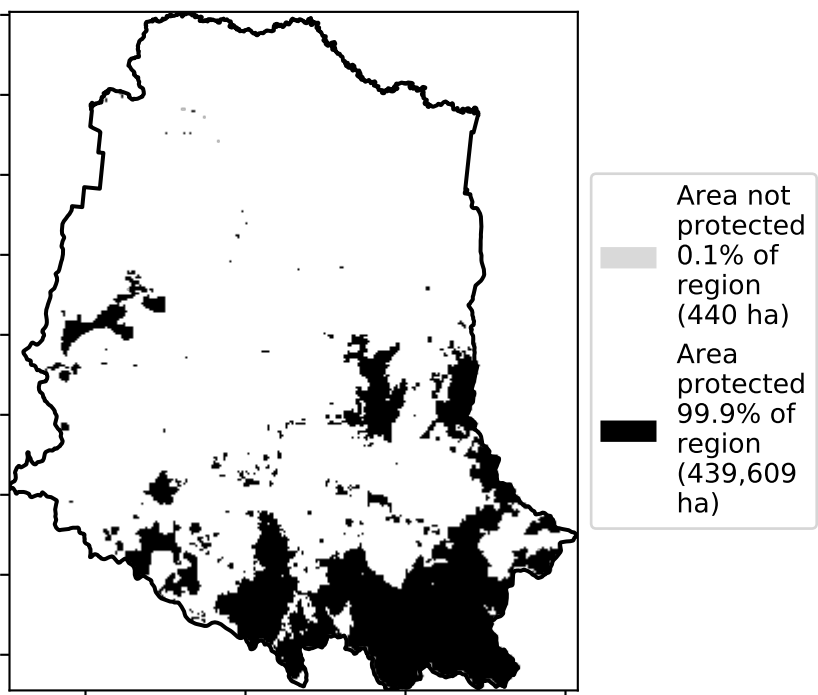 Area not
protected
0.1% of
region
(440 ha)
Area
protected
99.9% of
region
(439,609
ha)